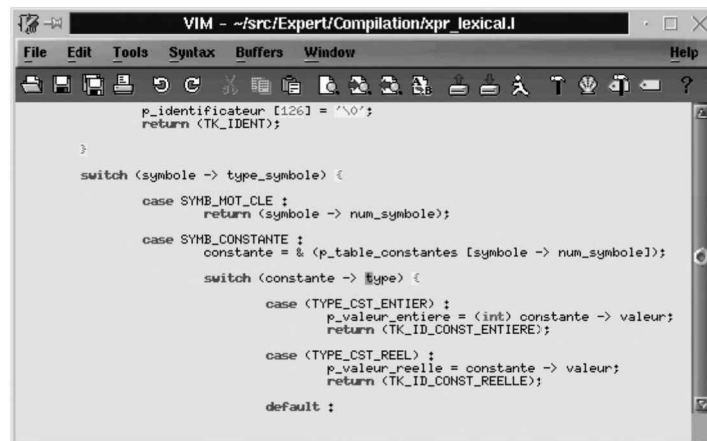 VIM - ~/src/Expert/Compilation/xpr_lexical.l
File Edit Tools Syntax Buffers Window Help
p_identificateur [126] = '\0';
return (TK_IDENT);
}
switch (symbole -> type_symbole) {
case SYMB_MOT_CLE :
return (symbole -> num_symbole);
case SYMB_CONSTANTE :
constante = & (p_table_constantes [symbole -> num_symbole]);
switch (constante -> type) {
case (TYPE_CST_ENTIER) :
p_valeur_entiere = (int) constante -> valeur;
return (TK_ID_CONST_ENTIERE);
case (TYPE_CST_REEL) :
p_valeur_reelle = constante -> valeur;
return (TK_ID_CONST_REELLE);
default :